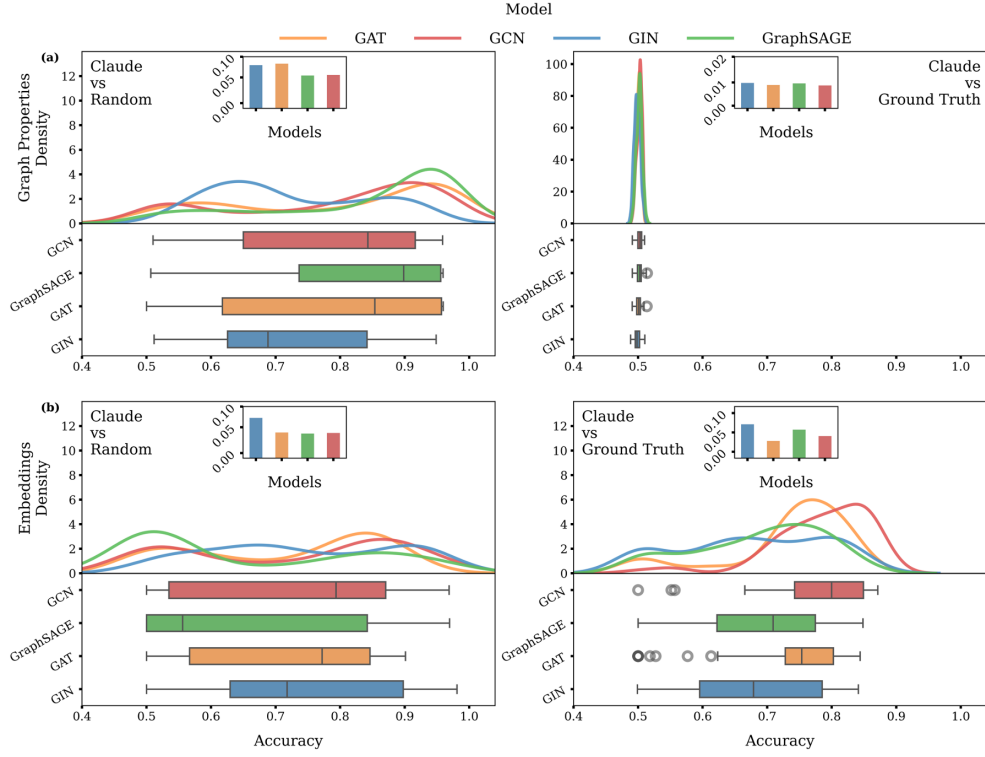 Model
GAT GCN GIN GraphSAGE
(a)
Claude
vs
Random
0.10
0.05
0.00
Models
Graph Properties
Density
12
10
8
6
4
2
0
GCN
GraphSAGE
GAT
GIN
0.4 0.5 0.6 0.7 0.8 0.9 1.0
Claude
vs
Ground Truth
0.02
0.01
0.00
Models
100
80
60
40
20
0
GCN
GraphSAGE
GAT
GIN
0.4 0.5 0.6 0.7 0.8 0.9 1.0
(b)
Claude
vs
Random
0.10
0.05
0.00
Models
Embeddings
Density
12
10
8
6
4
2
0
GCN
GraphSAGE
GAT
GIN
0.4 0.5 0.6 0.7 0.8 0.9 1.0
Accuracy
Claude
vs
Ground Truth
0.10
0.05
0.00
Models
12
10
8
6
4
2
0
GCN
GraphSAGE
GAT
GIN
0.4 0.5 0.6 0.7 0.8 0.9 1.0
Accuracy